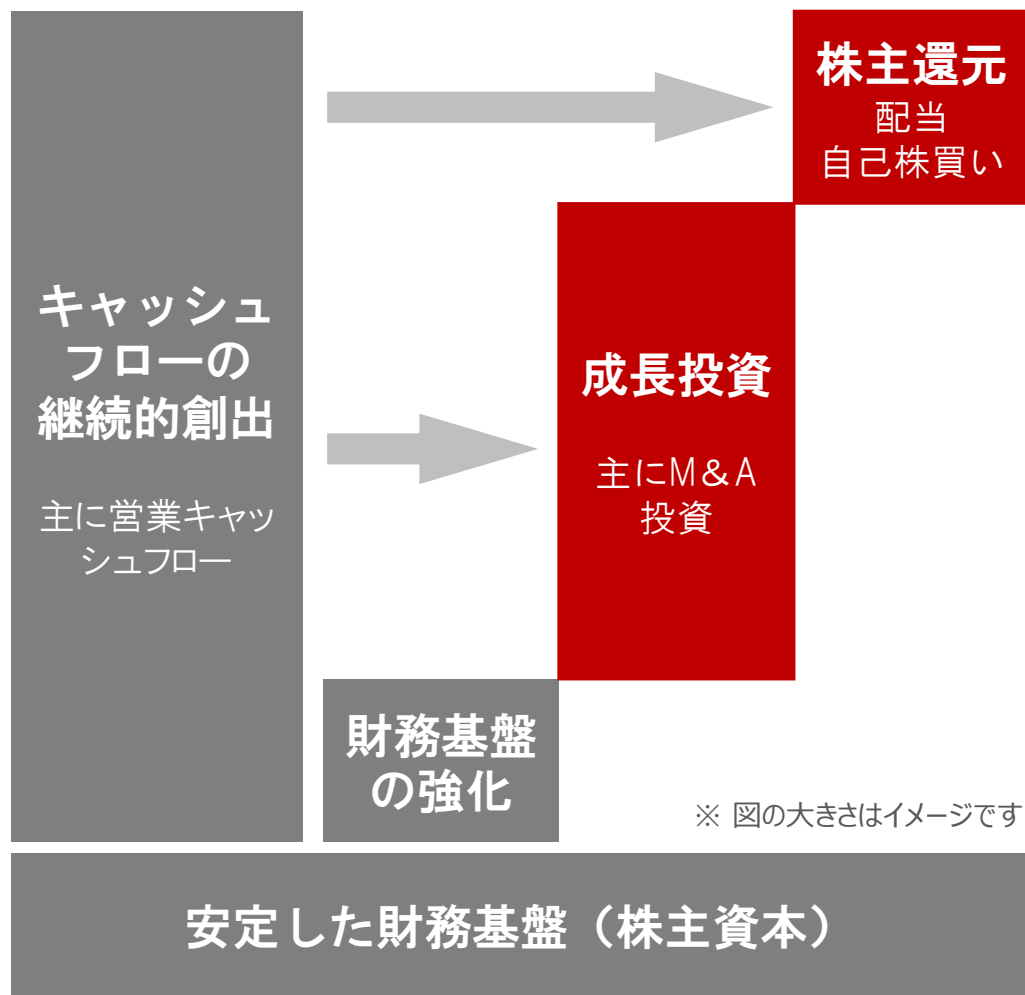 株主還元
配当
自己株買い
キャッシュ
フローの
継続的創出
主に営業キャッ
シュフロー
成長投資
主にM＆A
投資
財務基盤
の強化
※ 図の大きさはイメージです
安定した財務基盤（株主資本）